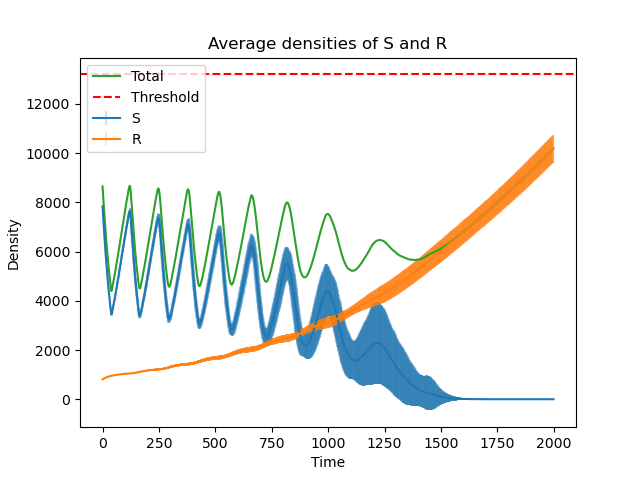 Average densities of S and R
Total
Threshold
S
R
Density
12000
10000
8000
6000
4000
2000
0
0 250 500 750 1000 1250 1500 1750 2000
Time